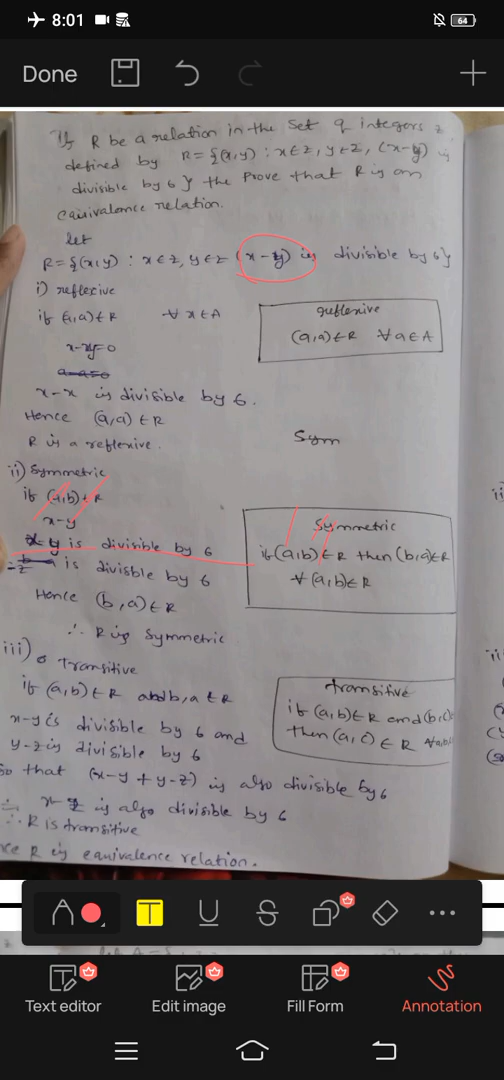 8:01
64
Done
If R be a relation in the set of integers z
defined by R={(x,y) : x∈z, y∈z, (x-y) is
divisible by 6} the prove that R is an
equivalence relation.
let
R={(x,y) : x∈z, y∈z (x-y) is divisible by 6}
i) reflexive
if (a,a)∈R ∀ x∈A
reflexive
(a,a)∈R ∀a∈A
a-a=0
x-x is divisible by 6.
Hence (a,a)∈R
R is a reflexive.
Sym
ii) Symmetric
if (a,b)∈R
x-y
y is divisible by 6
is divisble by 6
Symmetric
if (a,b)∈R then (b,a)∈R
∀ (a,b)∈R
Hence (b,a)∈R
∴ R is Symmetric
iii) Transitive
if (a,b)∈R and b,a ∈R
x-y is divisible by 6 and
y-z is divisible by 6
transitive
if (a,b)∈R and (b,c)
then (a,c) ∈ R
so that (x-y+y-z) is also divisible by 6
is also divisible by 6
∴ R is transitive
ce R is equivalence relation.
Text editor
Edit image
Fill Form
Annotation